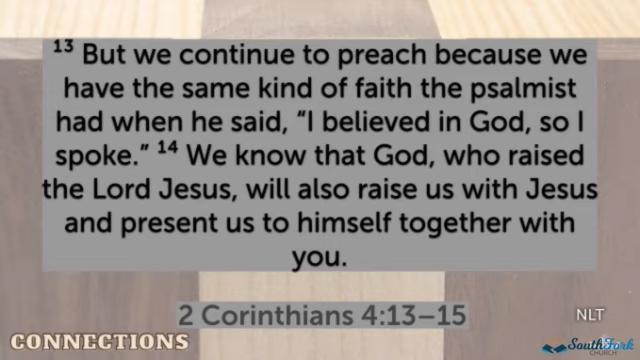 ¹³ But we continue to preach because we
have the same kind of faith the psalmist
had when he said, “I believed in God, so I
spoke.” ¹⁴ We know that God, who raised
the Lord Jesus, will also raise us with Jesus
and present us to himself together with
you.
2 Corinthians 4:13–15
NLT
CONNECTIONS
SouthFork
CHURCH